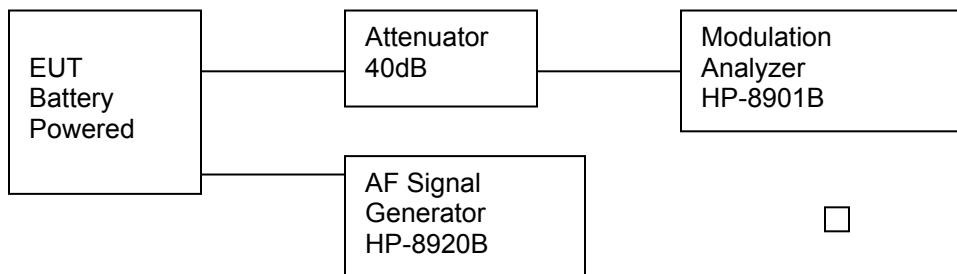 EUT
Battery
Powered
Attenuator
40dB
Modulation
Analyzer
HP-8901B
AF Signal
Generator
HP-8920B